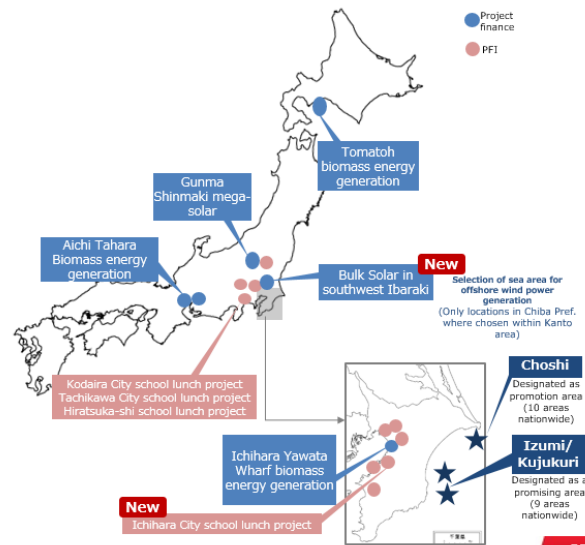 Project
finance
PFI
Tomatoh
biomass energy
generation
Gunma
Shinmaki mega-
solar
Aichi Tahara
Biomass energy
generation
New
Bulk Solar in
southwest Ibaraki
Selection of sea area for
offshore wind power
generation
(Only locations in Chiba Pref.
where chosen within Kanto
area)
Kodaira City school lunch project
Tachikawa City school lunch project
Hiratsuka-shi school lunch project
Choshi
Designated as
promotion area
(10 areas
nationwide)
Ichihara Yawata
Wharf biomass
energy generation
Izumi/
Kujukuri
Designated as a
promising area
(9 areas
nationwide)
New
Ichihara City school lunch project
千葉県